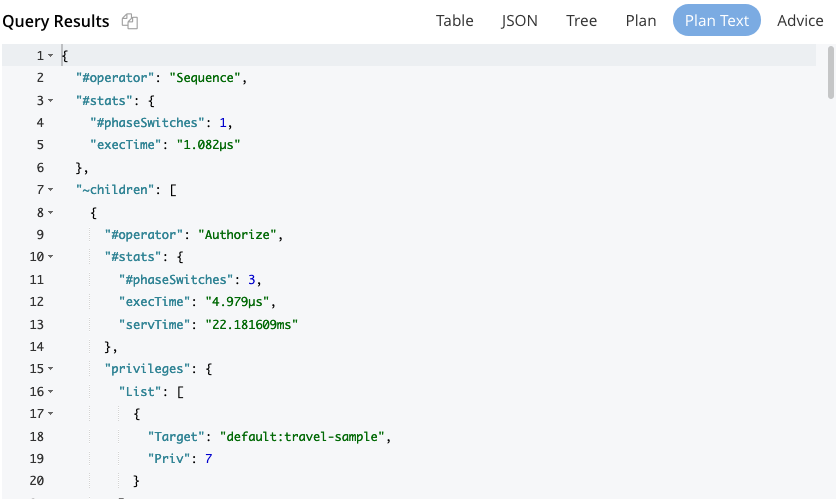 Query Results Table JSON Tree Plan Plan Text Advice
1 {
2 "#operator": "Sequence",
3 "#stats": {
4 "#phaseSwitches": 1,
5 "execTime": "1.082µs"
6 },
7 "~children": [
8 {
9 "#operator": "Authorize",
10 "#stats": {
11 "#phaseSwitches": 3,
12 "execTime": "4.979µs",
13 "servTime": "22.181609ms"
14 },
15 "privileges": {
16 "List": [
17 {
18 "Target": "default:travel-sample",
19 "Priv": 7
20 }